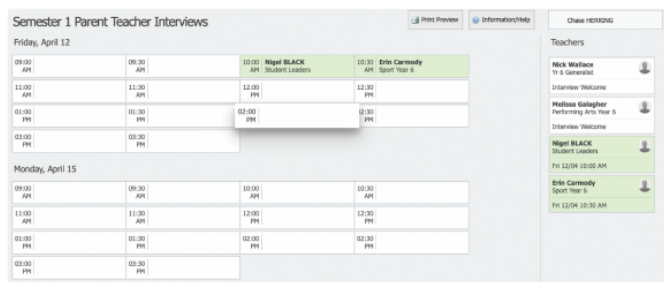 Semester 1 Parent Teacher Interviews
Print Preview
Information/Help
Chase HERRING
Friday, April 12
09:00 AM
09:30 AM
10:00 AM Nigel BLACK Student Leaders
10:30 AM Erin Carmody Sport Year 6
11:00 AM
11:30 AM
12:00 PM
12:30 PM
01:00 PM
01:30 PM
02:00 PM
02:30 PM
03:00 PM
03:30 PM
Monday, April 15
09:00 AM
09:30 AM
10:00 AM
10:30 AM
11:00 AM
11:30 AM
12:00 PM
12:30 PM
01:00 PM
01:30 PM
02:00 PM
02:30 PM
03:00 PM
03:30 PM
Teachers
Nick Wallace
Yr 6 Generalist
Interview Welcome
Melissa Galagher
Performing Arts Year 6
Interview Welcome
Nigel BLACK
Student Leaders
Fri 12/04 10:00 AM
Erin Carmody
Sport Year 6
Fri 12/04 10:30 AM